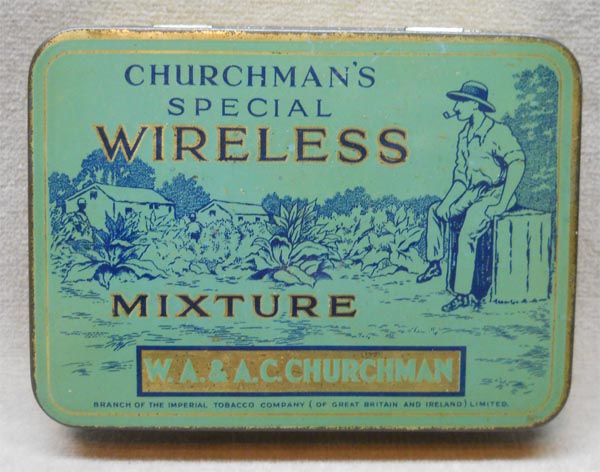 CHURCHMAN'S
SPECIAL
WIRELESS
MIXTURE
W. A. & A. C. CHURCHMAN
BRANCH OF THE IMPERIAL TOBACCO COMPANY (OF GREAT BRITAIN AND IRELAND) LIMITED.